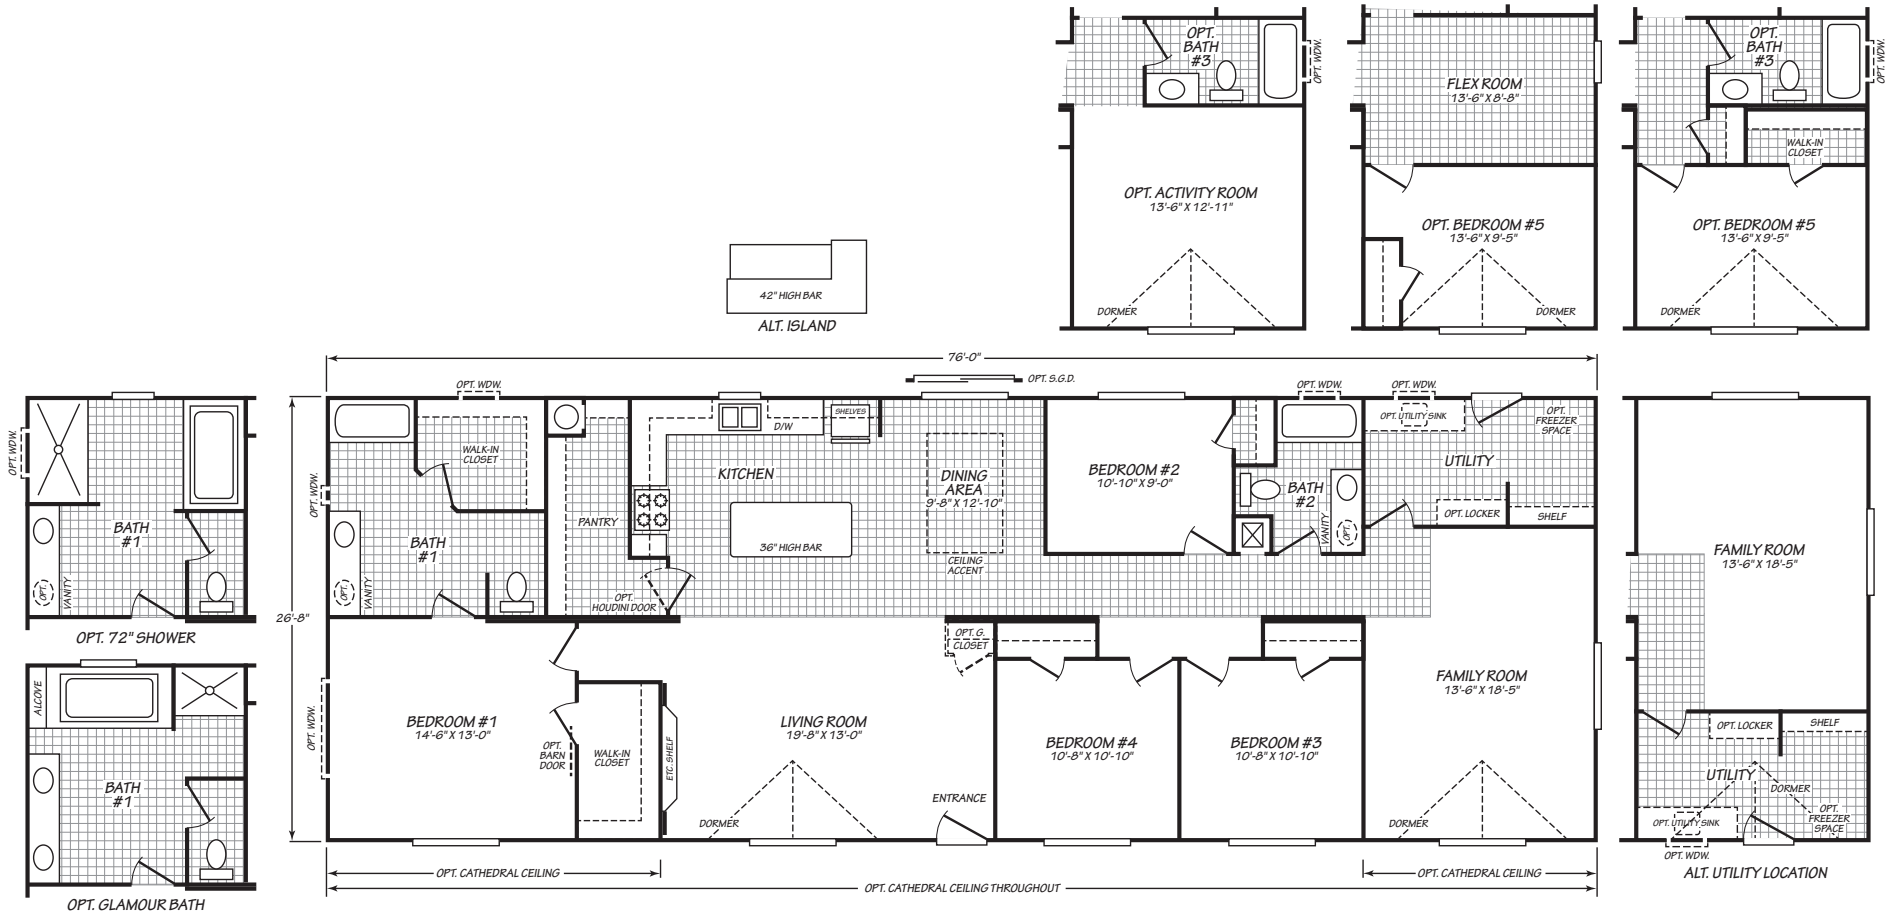 OPT.
BATH
#3
OPT. WDW.
OPT. ACTIVITY ROOM
13'-6" X 12'-11"
DORMER
FLEX ROOM
13'-6" X 8'-8"
OPT. BEDROOM #5
13'-6" X 9'-5"
DORMER
DORMER
OPT.
BATH
#3
OPT. WDW.
WALK-IN
CLOSET
OPT. BEDROOM #5
13'-6" X 9'-5"
DORMER
42" HIGH BAR
ALT. ISLAND
76'-0"
26'-8"
OPT. WDW.
OPT. S.G.D.
OPT. WDW.
OPT. WDW.
OPT. WDW.
BATH
#1
OPT.
VANITY
OPT. 72" SHOWER
ALCOVE
BATH
#1
OPT. GLAMOUR BATH
OPT. WDW.
WALK-IN
CLOSET
BATH
#1
OPT.
VANITY
PANTRY
OPT.
HOUDINI DOOR
KITCHEN
D/W
SHELVES
36" HIGH BAR
DINING
AREA
9'-8" X 12'-10"
CEILING
ACCENT
BEDROOM #2
10'-10" X 9'-0"
BATH
#2
VANITY
OPT.
OPT. UTILITY SINK
OPT.
FREEZER
SPACE
UTILITY
OPT. LOCKER
SHELF
OPT. WDW.
BEDROOM #1
14'-6" X 13'-0"
OPT.
BARN
DOOR
WALK-IN
CLOSET
ETC. SHELF
LIVING ROOM
19'-8" X 13'-0"
DORMER
OPT. G.
CLOSET
ENTRANCE
BEDROOM #4
10'-8" X 10'-10"
BEDROOM #3
10'-8" X 10'-10"
FAMILY ROOM
13'-6" X 18'-5"
DORMER
FAMILY ROOM
13'-6" X 18'-5"
OPT. LOCKER
SHELF
UTILITY
DORMER
OPT. UTILITY SINK
OPT.
FREEZER
SPACE
OPT. WDW.
ALT. UTILITY LOCATION
OPT. CATHEDRAL CEILING
OPT. CATHEDRAL CEILING
OPT. CATHEDRAL CEILING THROUGHOUT